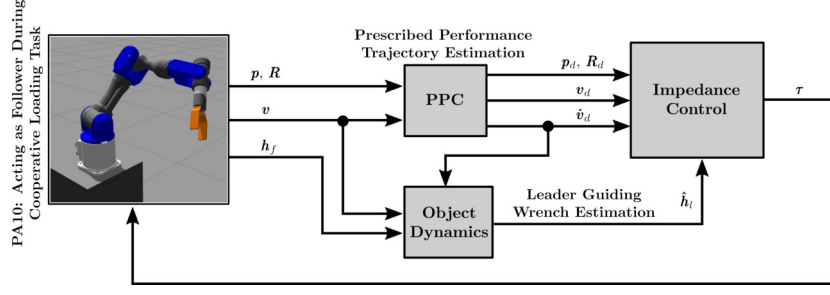 PA10: Acting as Follower During
Cooperative Loading Task
p, R
v
h_f
Prescribed Performance
Trajectory Estimation
PPC
p_d, R_d
v_d
v̇_d
Impedance
Control
τ
Object
Dynamics
Leader Guiding
Wrench Estimation
ĥ_l